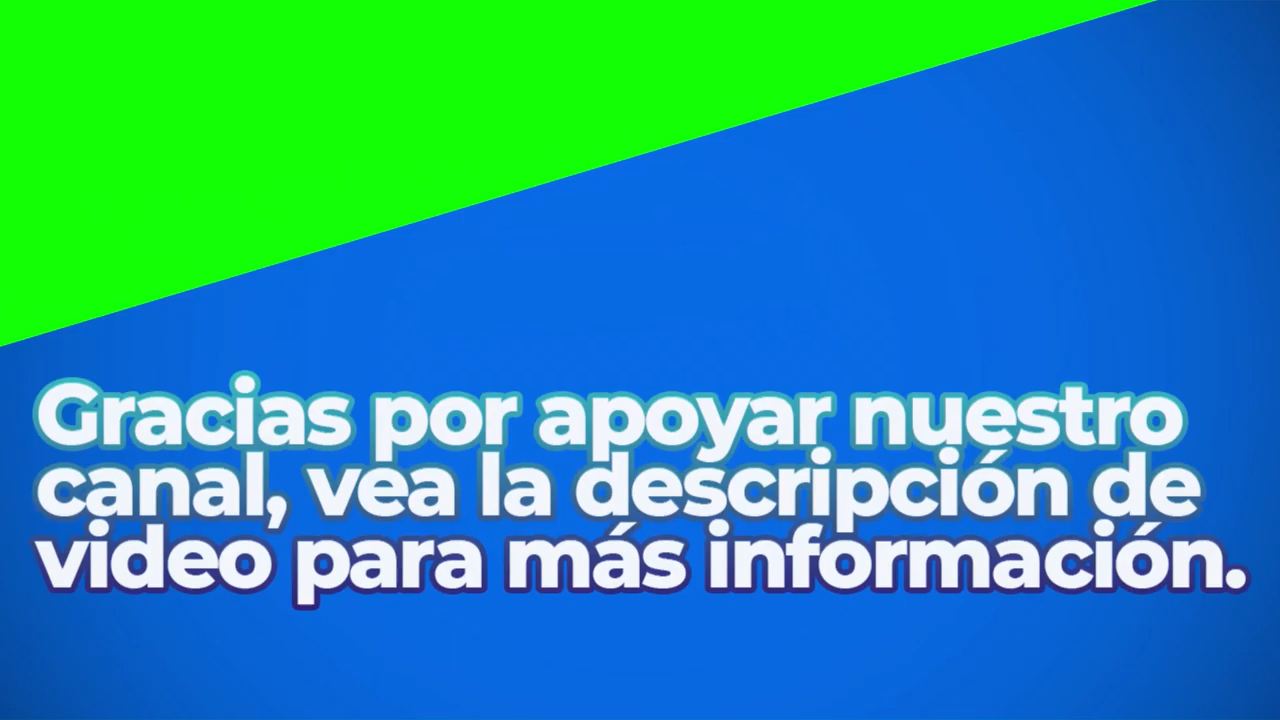 Gracias por apoyar nuestro
canal, vea la descripción de
video para más información.